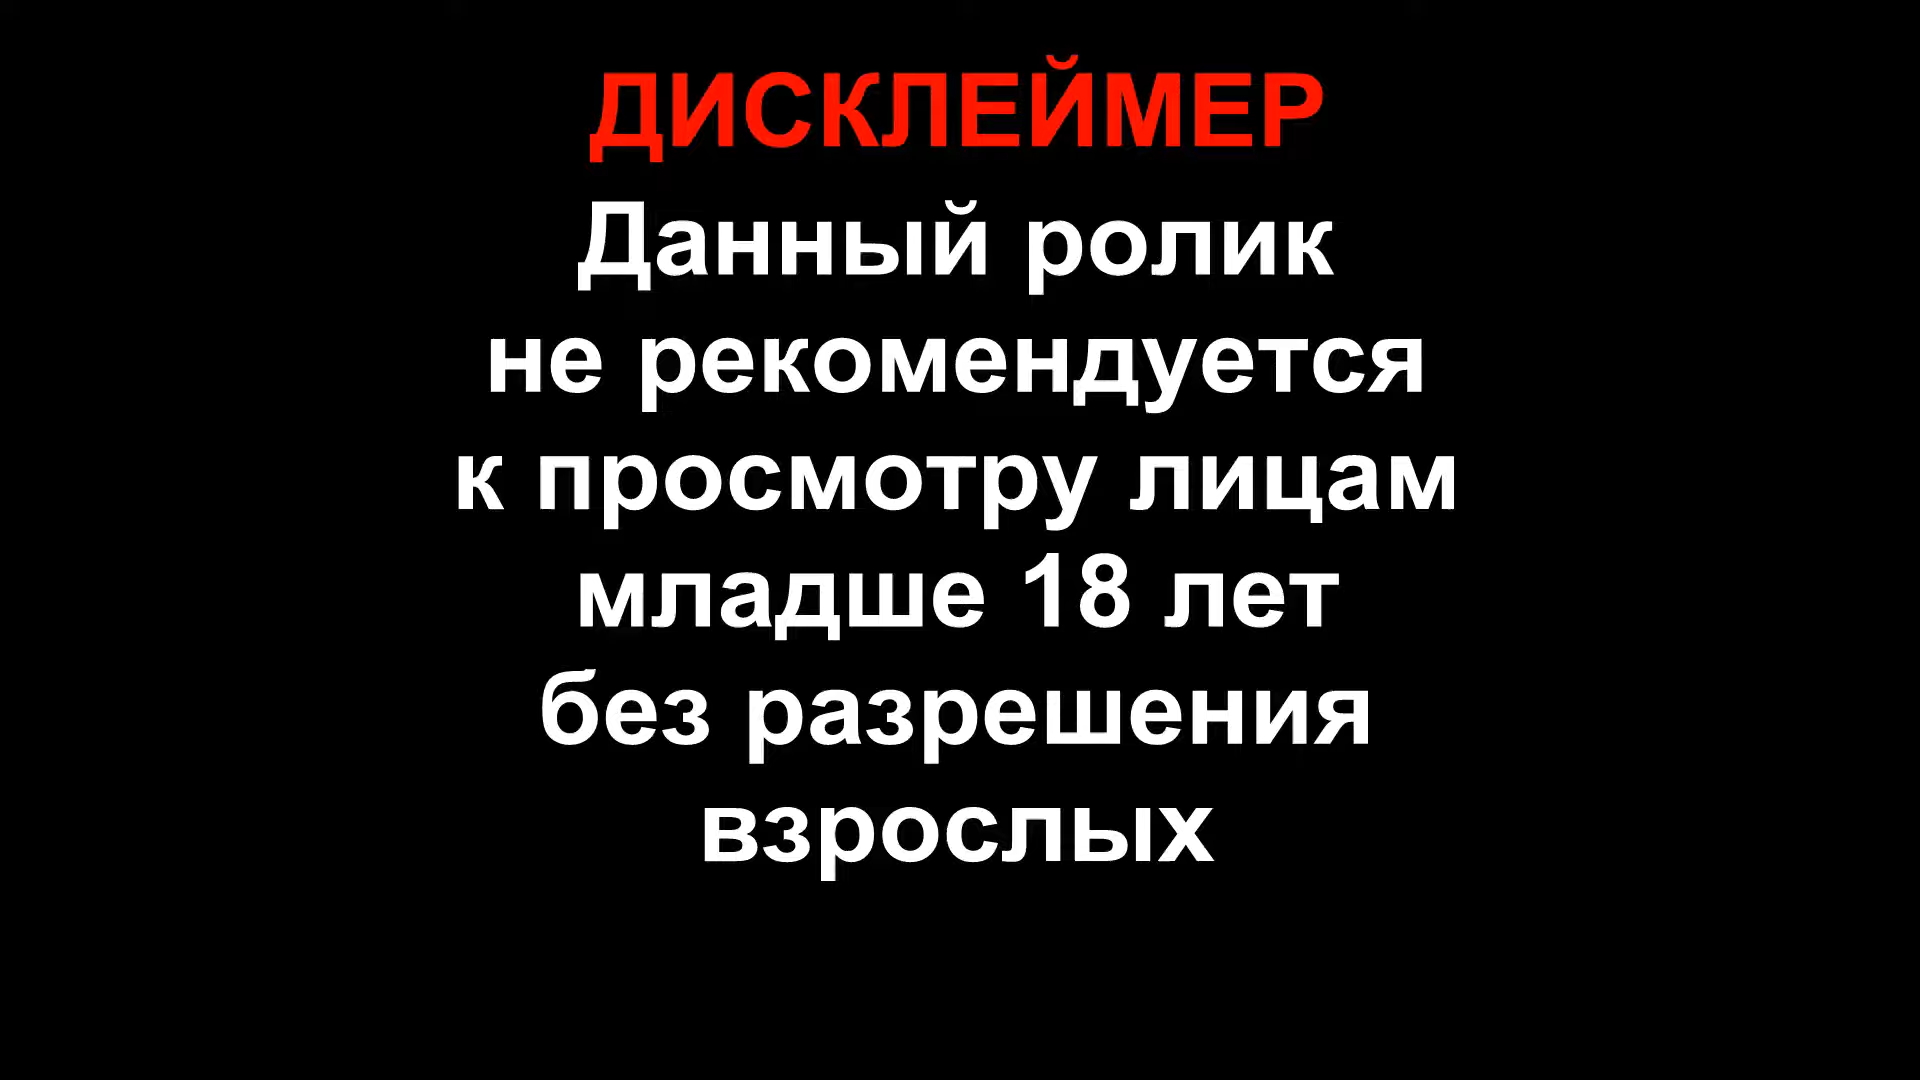 ДИСКЛЕЙМЕР
Данный ролик
не рекомендуется
к просмотру лицам
младше 18 лет
без разрешения
взрослых